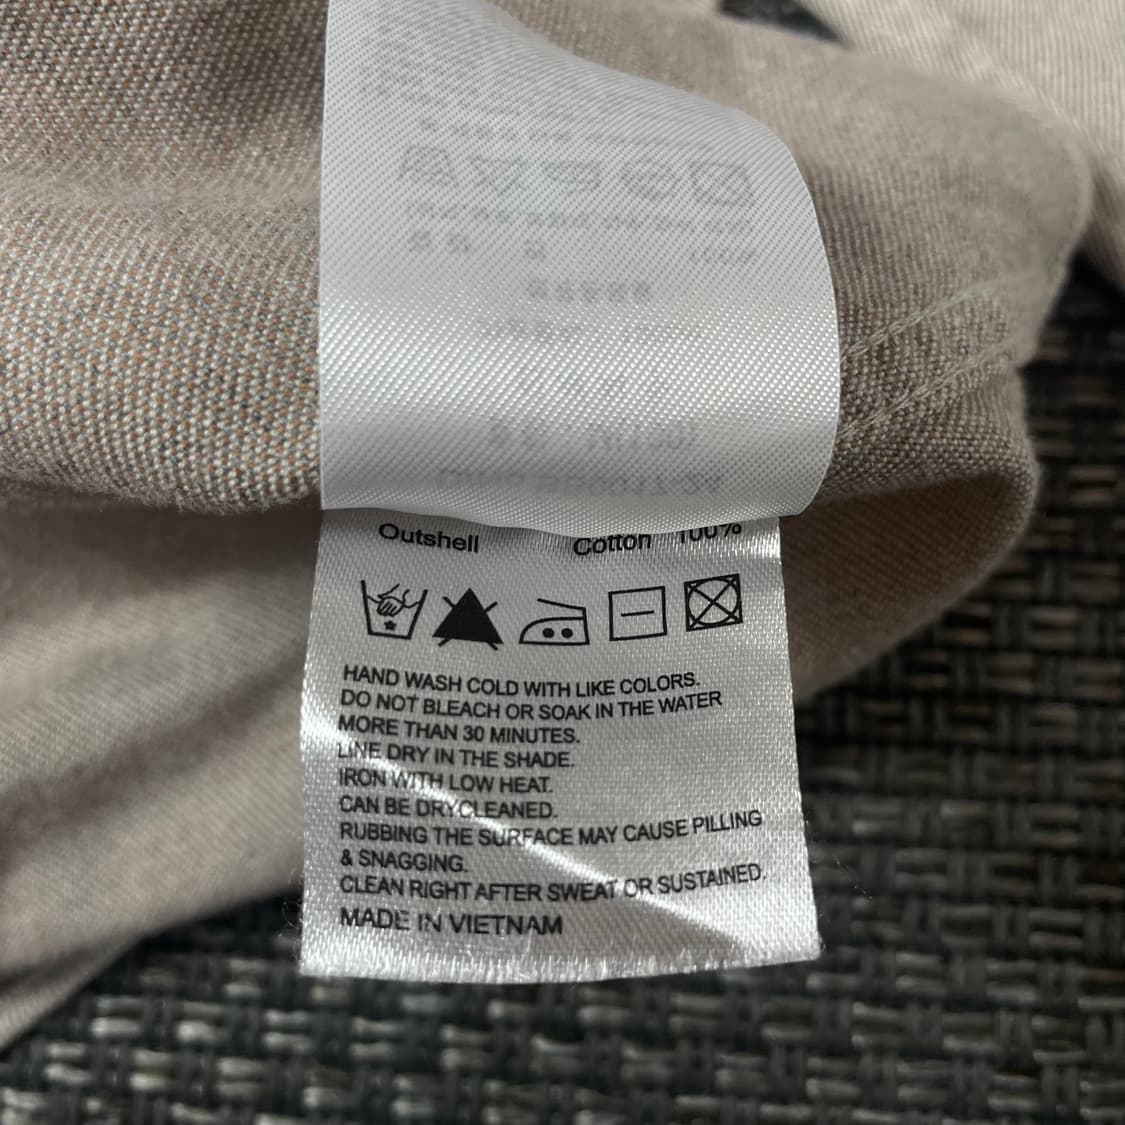 Outshell Cotton 100%
HAND WASH COLD WITH LIKE COLORS.
DO NOT BLEACH OR SOAK IN THE WATER
MORE THAN 30 MINUTES.
LINE DRY IN THE SHADE.
IRON WITH LOW HEAT.
CAN BE DRYCLEANED.
RUBBING THE SURFACE MAY CAUSE PILLING
& SNAGGING.
CLEAN RIGHT AFTER SWEAT OR SUSTAINED.
MADE IN VIETNAM